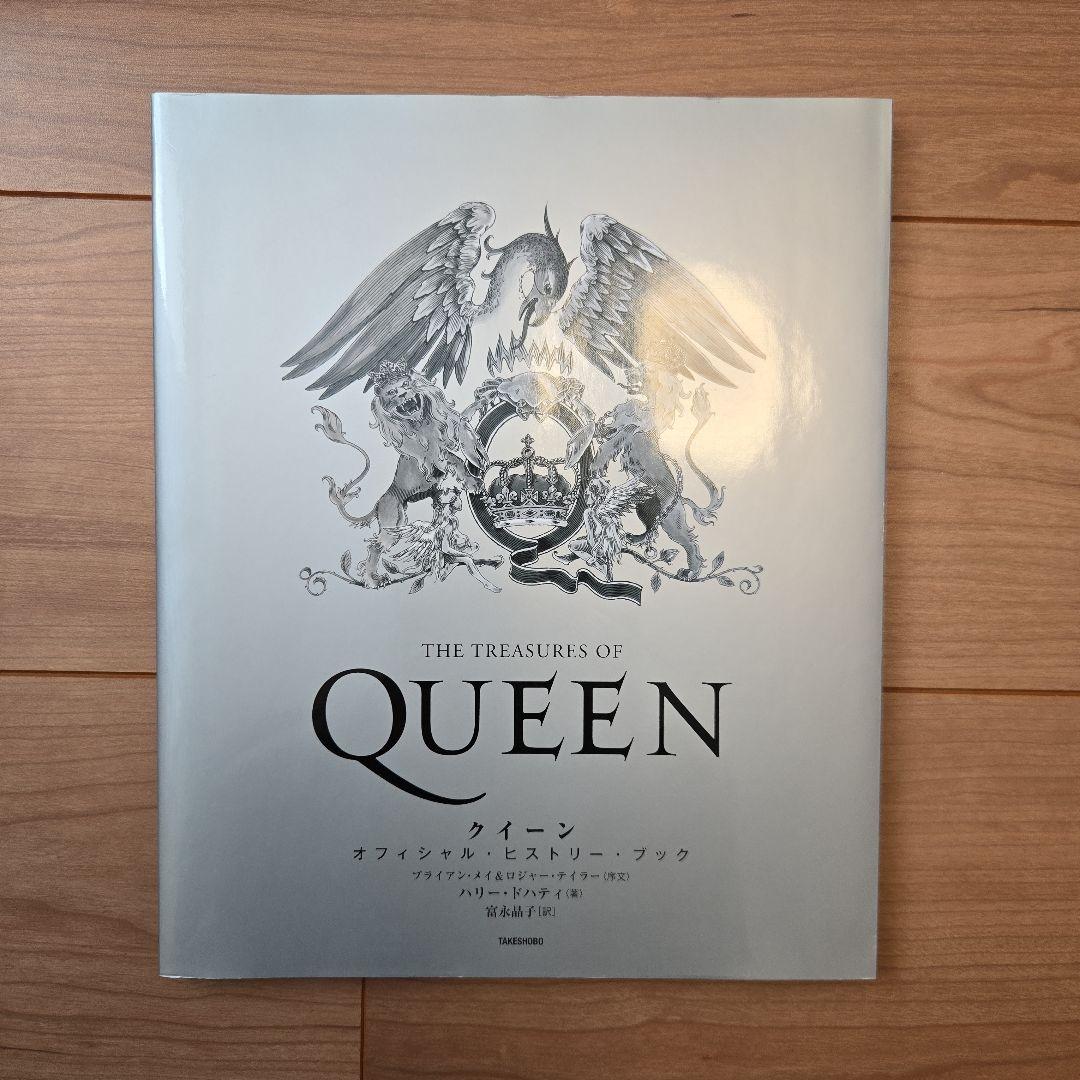 THE TREASURES OF
QUEEN
クイーン
オフィシャル・ヒストリー・ブック
ブライアン・メイ&ロジャー・テイラー〈序文〉
ハリー・ドハティ〈著〉
富永晶子[訳]
TAKESHOBO